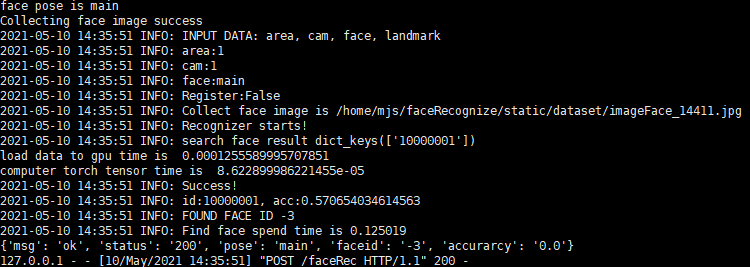 face pose is main
Collecting face image success
2021-05-10 14:35:51 INFO: INPUT DATA: area, cam, face, landmark
2021-05-10 14:35:51 INFO: area:1
2021-05-10 14:35:51 INFO: cam:1
2021-05-10 14:35:51 INFO: face:main
2021-05-10 14:35:51 INFO: Register:False
2021-05-10 14:35:51 INFO: Collect face image is /home/mjs/faceRecognize/static/dataset/imageFace_14411.jpg
2021-05-10 14:35:51 INFO: Recognizer starts!
2021-05-10 14:35:51 INFO: search face result dict_keys(['10000001'])
load data to gpu time is  0.0001255589995707851
computer torch tensor time is  8.622899986221455e-05
2021-05-10 14:35:51 INFO: Success!
2021-05-10 14:35:51 INFO: id:10000001, acc:0.570654034614563
2021-05-10 14:35:51 INFO: FOUND FACE ID -3
2021-05-10 14:35:51 INFO: Find face spend time is 0.125019
{'msg': 'ok', 'status': '200', 'pose': 'main', 'faceid': '-3', 'accurarcy': '0.0'}
127.0.0.1 - - [10/May/2021 14:35:51] "POST /faceRec HTTP/1.1" 200 -